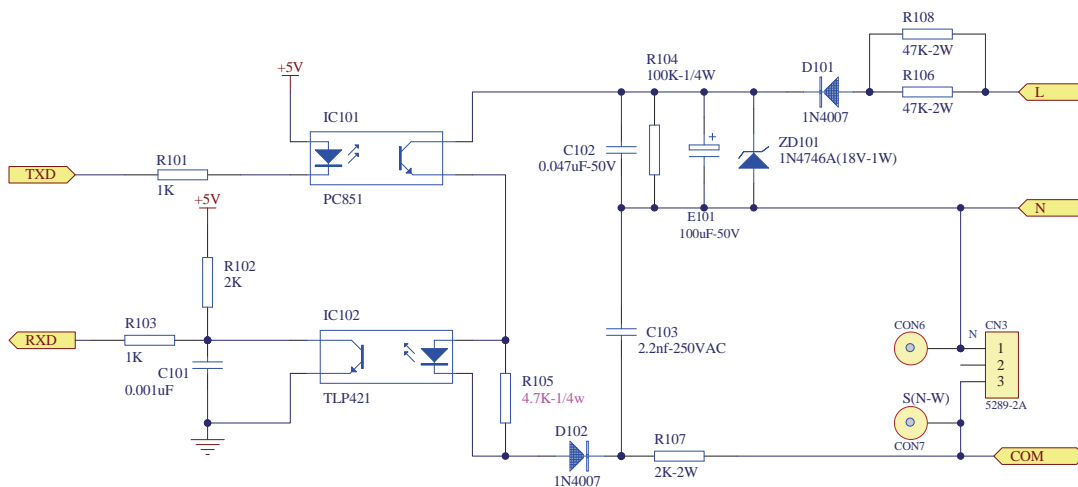 R108
47K-2W
R104
100K-1/4W
D101
1N4007
R106
47K-2W
L
+5V
IC101
PC851
TXD
R101
1K
C102
0.047uF-50V
E101
100uF-50V
+
ZD101
1N4746A(18V-1W)
N
+5V
R102
2K
RXD
R103
1K
C101
0.001uF
IC102
TLP421
R105
4.7K-1/4w
C103
2.2nf-250VAC
D102
1N4007
R107
2K-2W
CON6
N
CN3
1
2
3
5289-2A
S(N-W)
CON7
COM